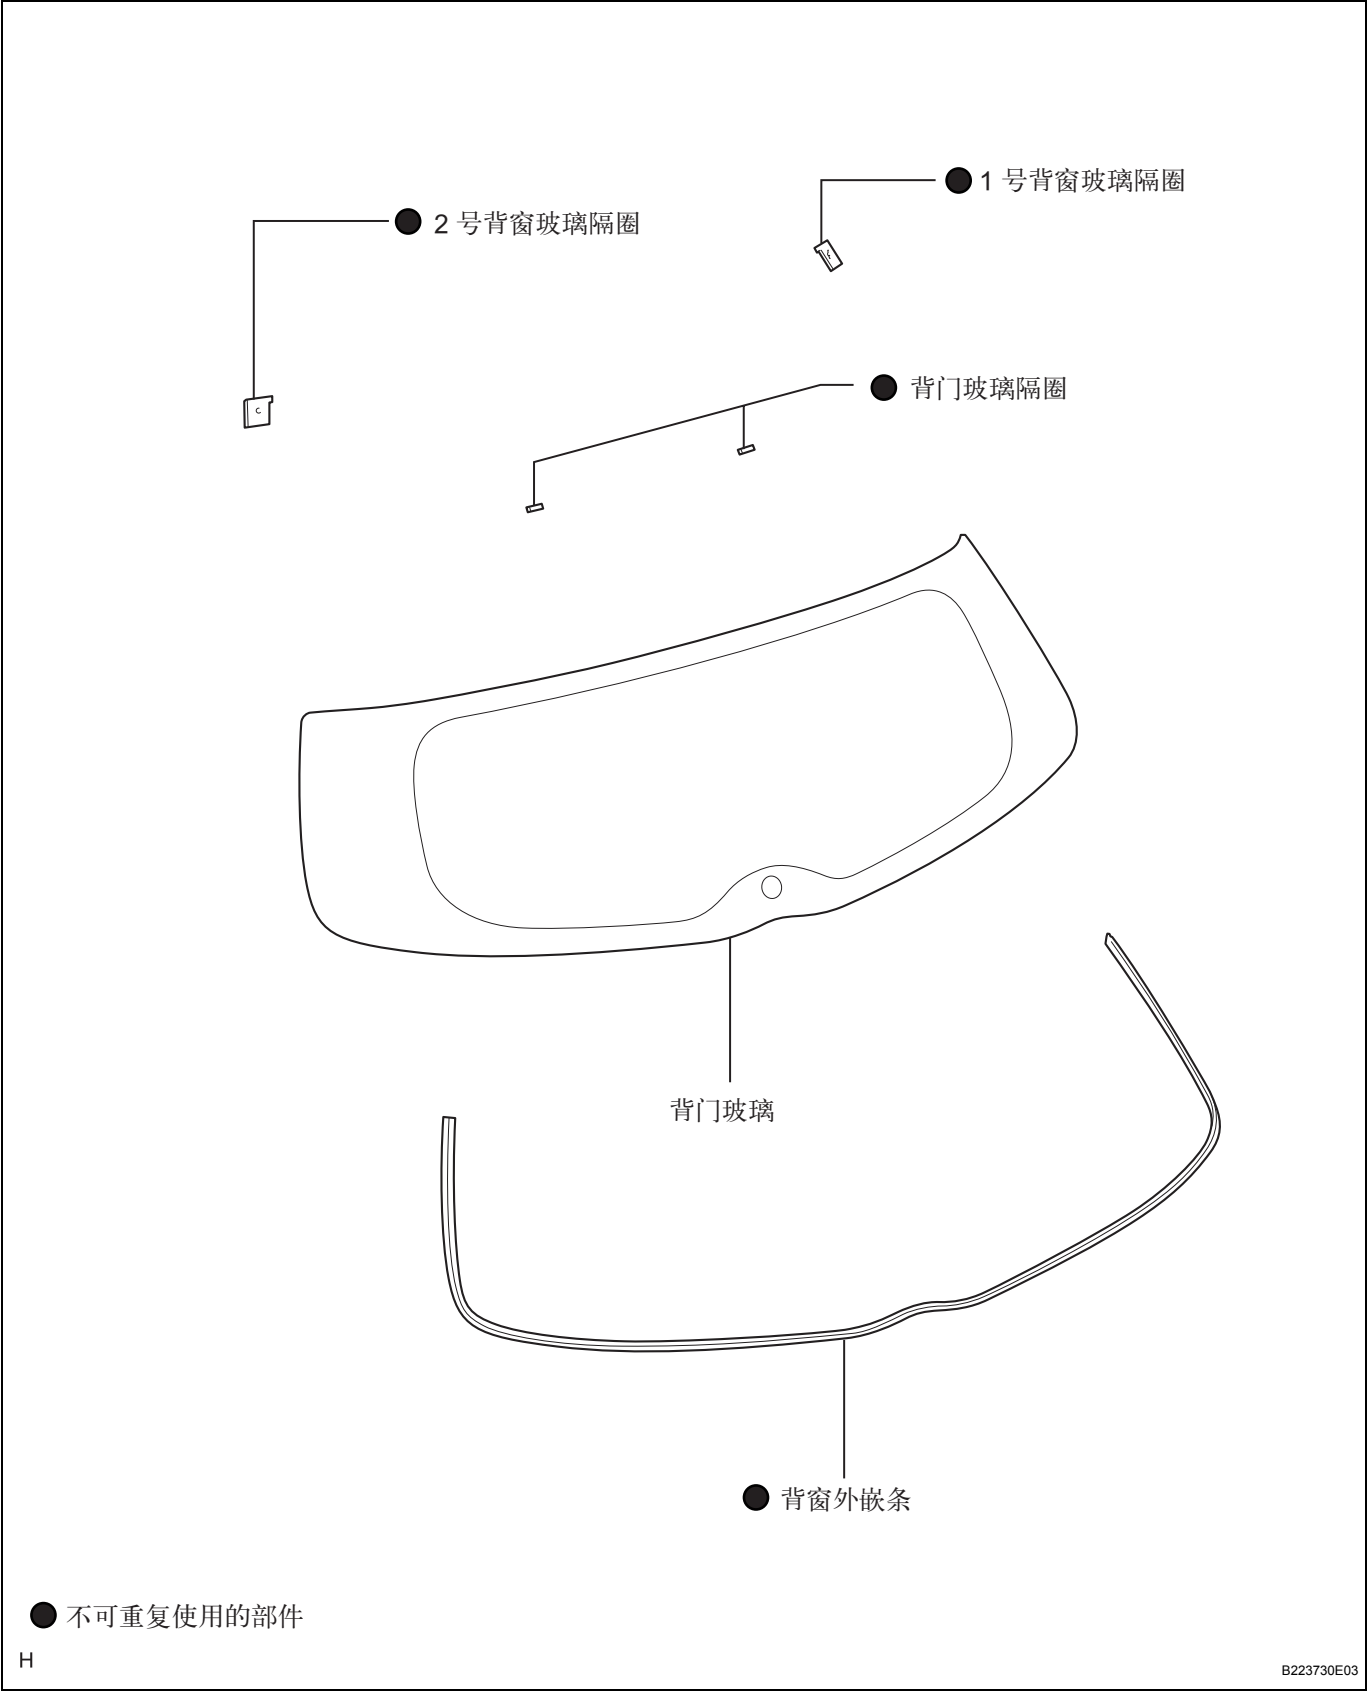 ● 1 号背窗玻璃隔圈
● 2 号背窗玻璃隔圈
● 背门玻璃隔圈
背门玻璃
● 背窗外嵌条
● 不可重复使用的部件
H
B223730E03